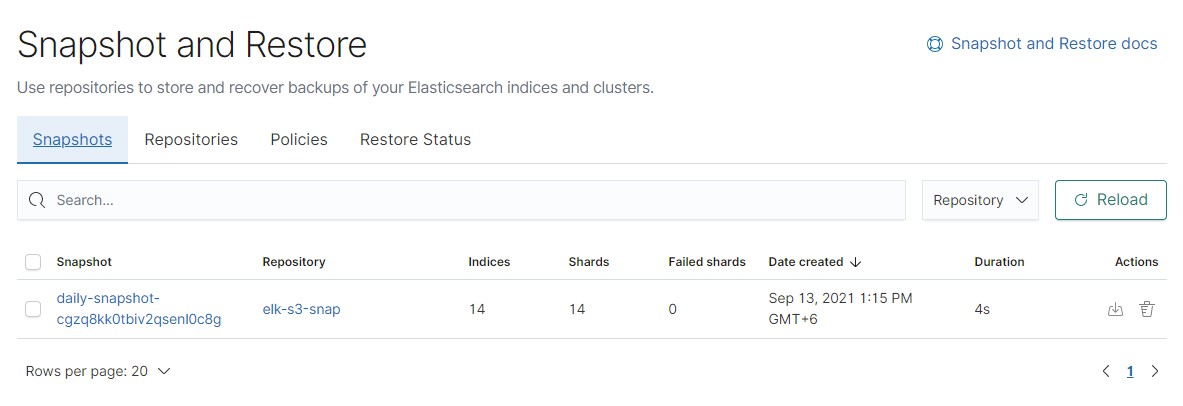 Snapshot and Restore
Snapshot and Restore docs
Use repositories to store and recover backups of your Elasticsearch indices and clusters.
Snapshots Repositories Policies Restore Status
Search... Repository Reload
Snapshot Repository Indices Shards Failed shards Date created Duration Actions
daily-snapshot-
cgzq8kk0tbiv2qsenl0c8g elk-s3-snap 14 14 0 Sep 13, 2021 1:15 PM
GMT+6 4s
Rows per page: 20 1